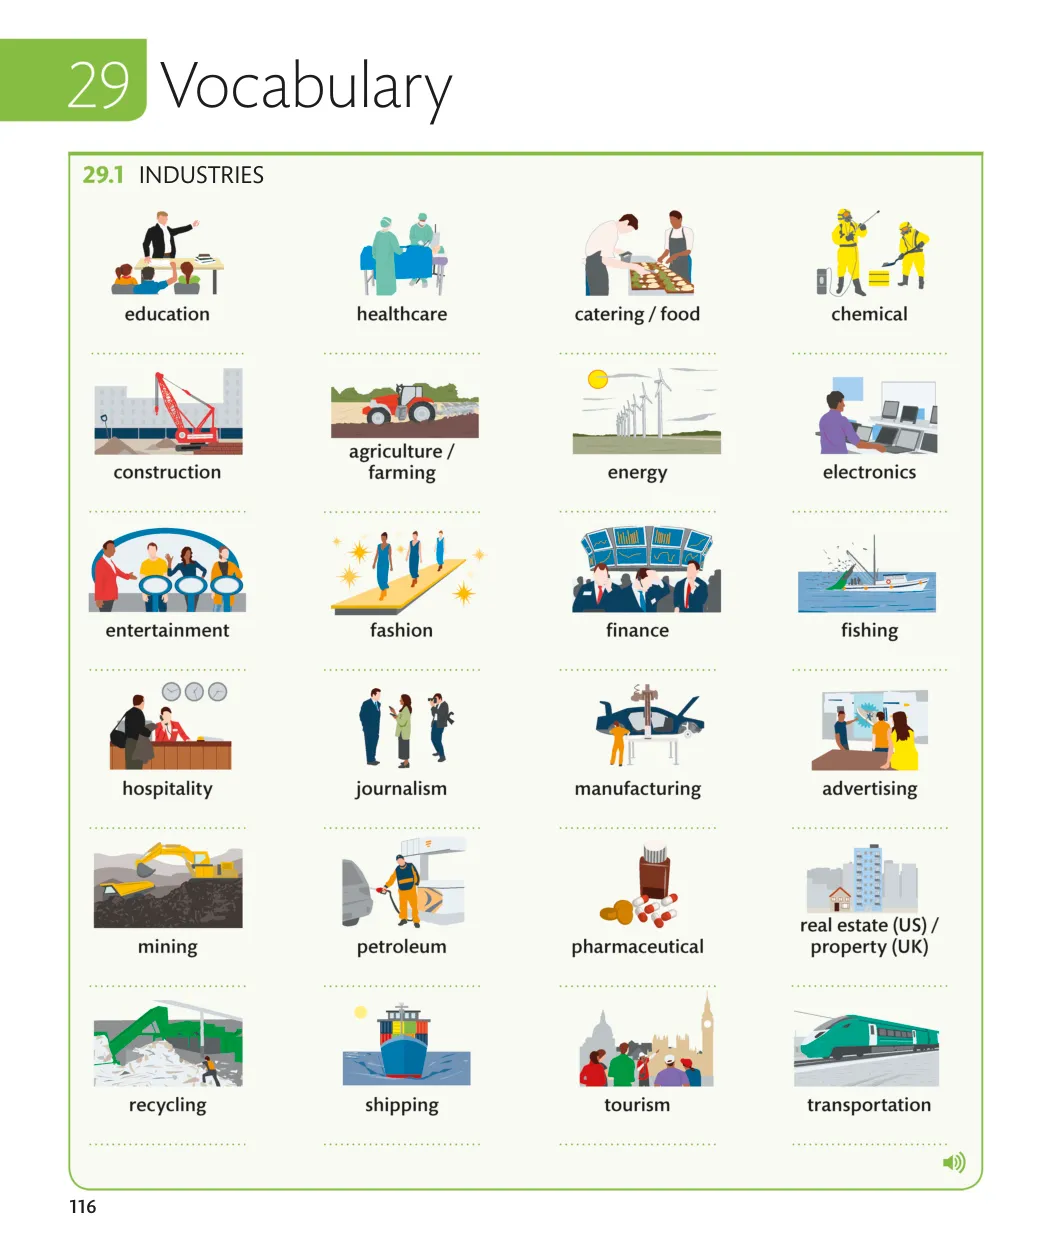 29 Vocabulary
29.1 INDUSTRIES
education
healthcare
catering / food
chemical
construction
agriculture /
farming
energy
electronics
entertainment
fashion
finance
fishing
hospitality
journalism
manufacturing
advertising
mining
petroleum
pharmaceutical
real estate (US) /
property (UK)
recycling
shipping
tourism
transportation
116